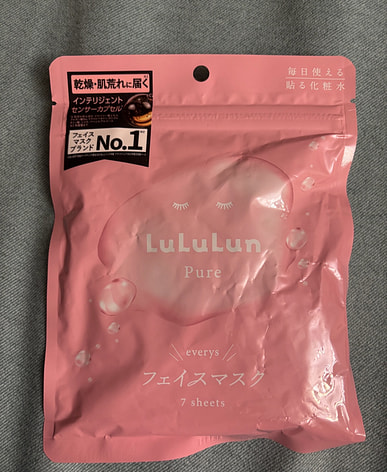 乾燥・肌荒れに届く
インテリジェント
センサーカプセル
フェイス
マスク
ブランド
No.1
毎日使える
貼る化粧水
LuLuLun
Pure
everys
フェイスマスク
7 sheets